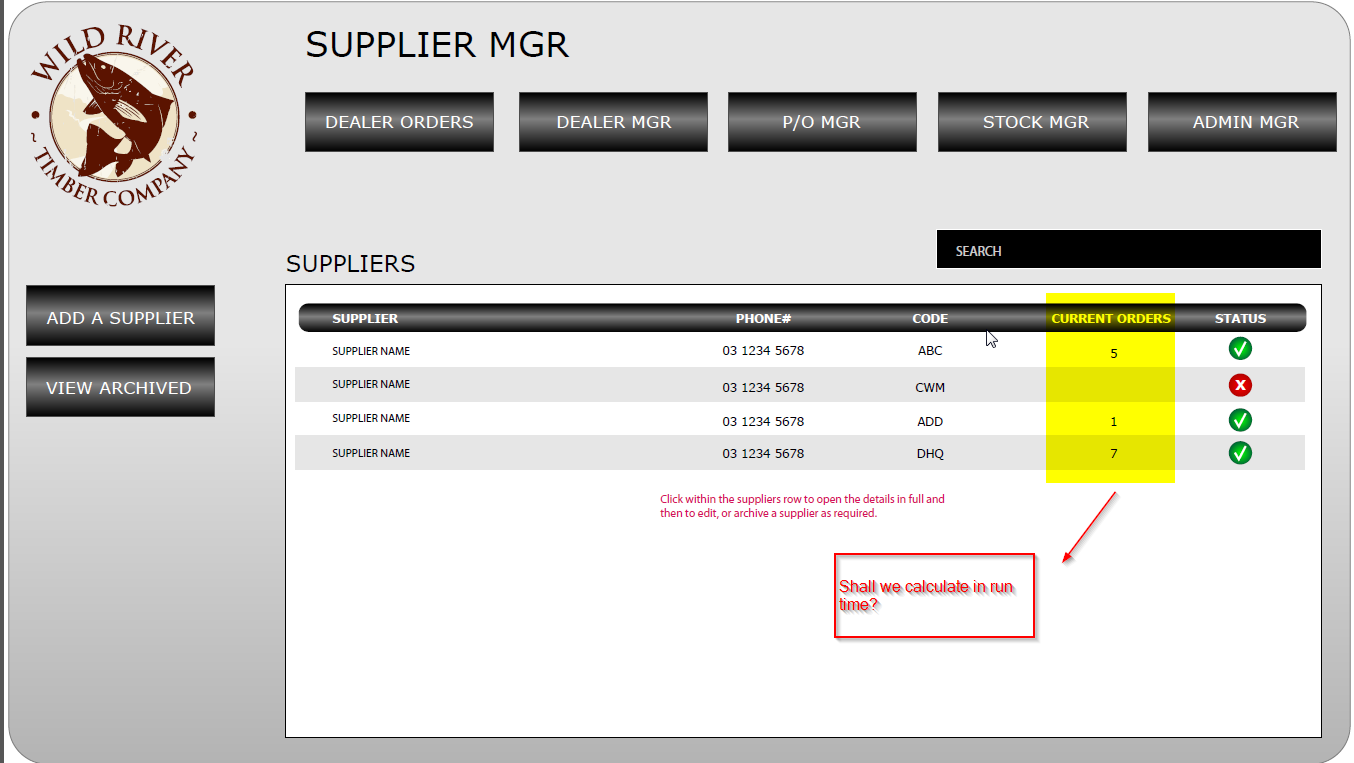 WILD RIVER
~ TIMBER COMPANY ~
SUPPLIER MGR
DEALER ORDERS
DEALER MGR
P/O MGR
STOCK MGR
ADMIN MGR
SEARCH
SUPPLIERS
ADD A SUPPLIER
VIEW ARCHIVED
SUPPLIER PHONE# CODE CURRENT ORDERS STATUS
SUPPLIER NAME 03 1234 5678 ABC 5
SUPPLIER NAME 03 1234 5678 CWM X
SUPPLIER NAME 03 1234 5678 ADD 1
SUPPLIER NAME 03 1234 5678 DHQ 7
Click within the suppliers row to open the details in full and
then to edit, or archive a supplier as required.
Shall we calculate in run
time?